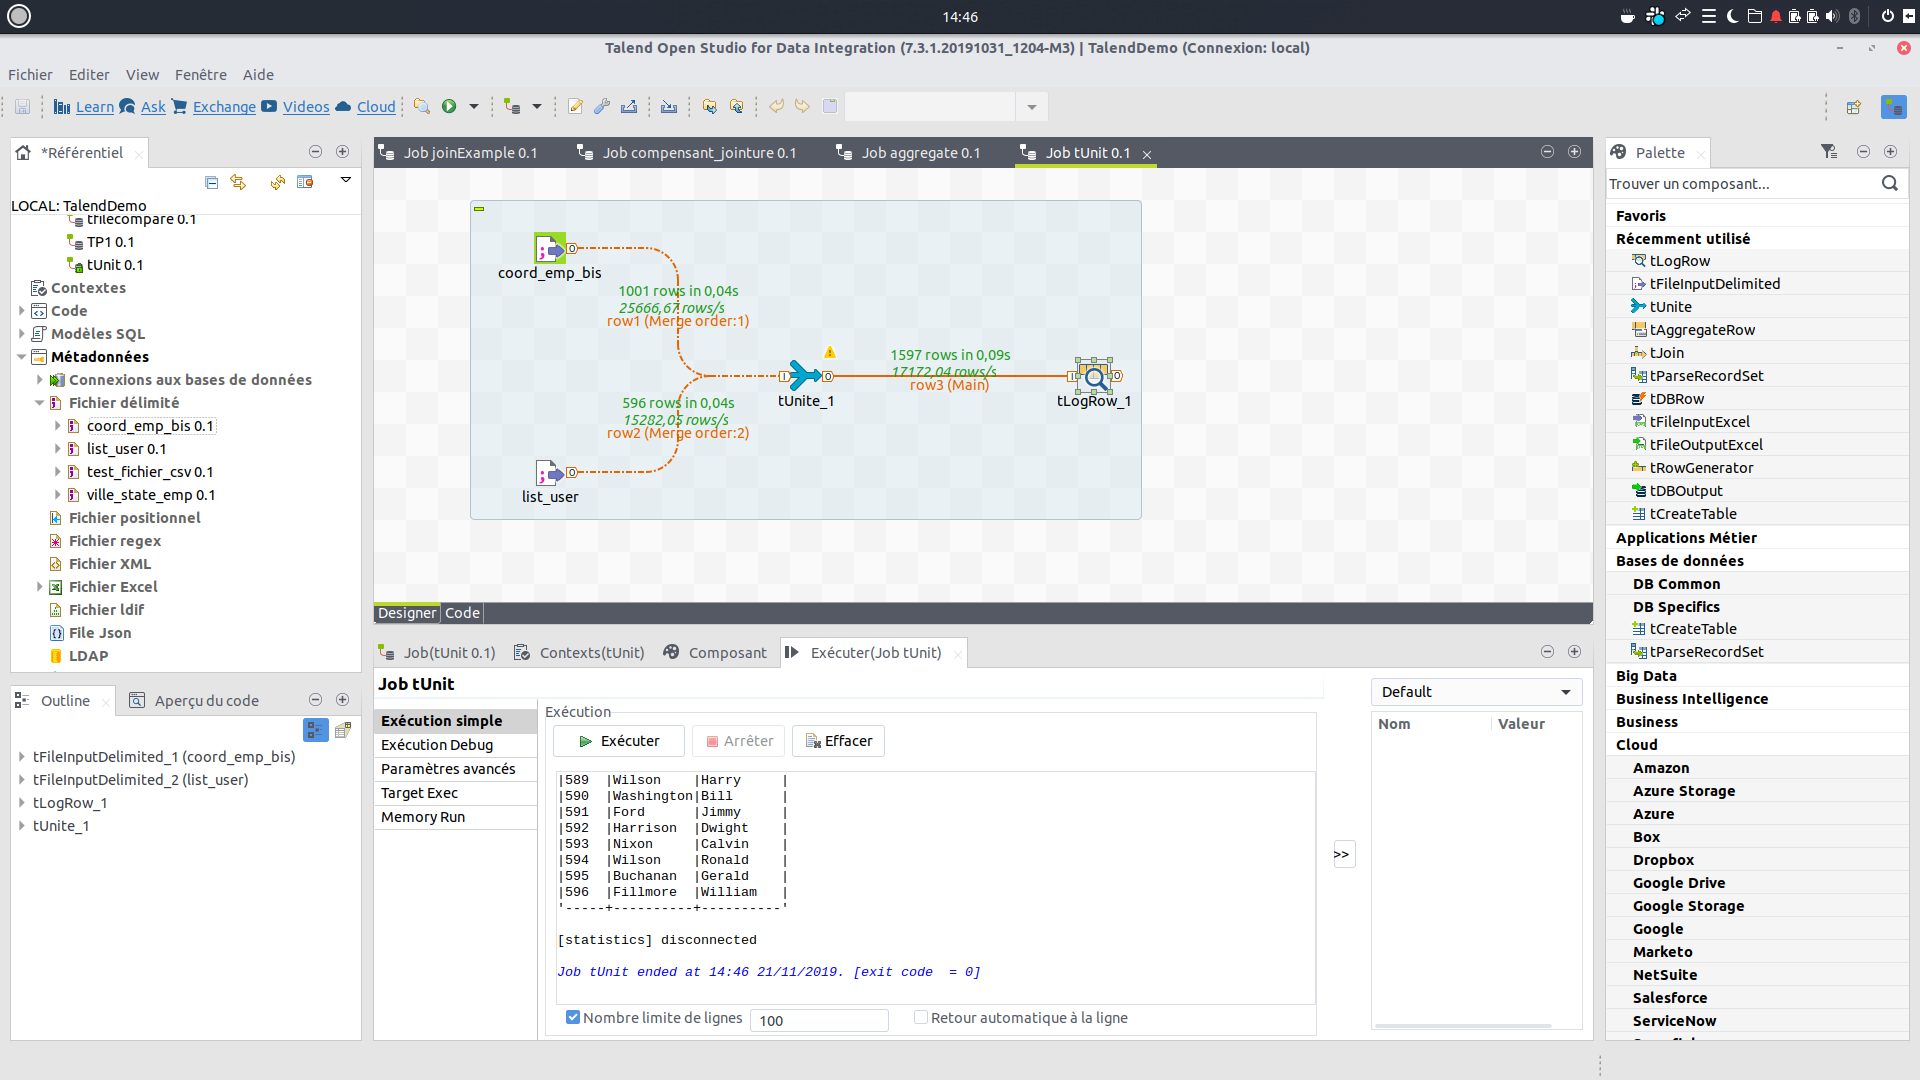 14:46
Talend Open Studio for Data Integration (7.3.1.20191031_1204-M3) | TalendDemo (Connexion: local)
Fichier Editer View Fenêtre Aide
Learn Ask Exchange Videos Cloud
*Référentiel
LOCAL: TalendDemo
tfilecompare 0.1
TP1 0.1
tUnit 0.1
Contextes
Code
Modèles SQL
Métadonnées
Connexions aux bases de données
Fichier délimité
coord_emp_bis 0.1
list_user 0.1
test_fichier_csv 0.1
ville_state_emp 0.1
Fichier positionnel
Fichier regex
Fichier XML
Fichier Excel
Fichier ldif
File Json
LDAP
Outline Aperçu du code
tFileInputDelimited_1 (coord_emp_bis)
tFileInputDelimited_2 (list_user)
tLogRow_1
tUnite_1
Job joinExample 0.1 Job compensant_jointure 0.1 Job aggregate 0.1 Job tUnit 0.1
coord_emp_bis
1001 rows in 0,04s
25666,67 rows/s
row1 (Merge order:1)
tUnite_1
1597 rows in 0,09s
17172,04 rows/s
row3 (Main)
tLogRow_1
596 rows in 0,04s
15282,05 rows/s
row2 (Merge order:2)
list_user
Designer Code
Job(tUnit 0.1) Contexts(tUnit) Composant Exécuter(Job tUnit)
Job tUnit
Exécution simple
Exécution Debug
Paramètres avancés
Target Exec
Memory Run
Exécution
Exécuter Arrêter Effacer
|589 |Wilson |Harry |
|590 |Washington|Bill |
|591 |Ford |Jimmy |
|592 |Harrison |Dwight |
|593 |Nixon |Calvin |
|594 |Wilson |Ronald |
|595 |Buchanan |Gerald |
|596 |Fillmore |William |
'-----+----------+----------'
[statistics] disconnected
Job tUnit ended at 14:46 21/11/2019. [exit code = 0]
Nombre limite de lignes 100 Retour automatique à la ligne
>>
Default
Nom Valeur
Palette
Trouver un composant...
Favoris
Récemment utilisé
tLogRow
tFileInputDelimited
tUnite
tAggregateRow
tJoin
tParseRecordSet
tDBRow
tFileInputExcel
tFileOutputExcel
tRowGenerator
tDBOutput
tCreateTable
Applications Métier
Bases de données
DB Common
DB Specifics
tCreateTable
tParseRecordSet
Big Data
Business Intelligence
Business
Cloud
Amazon
Azure Storage
Azure
Box
Dropbox
Google Drive
Google Storage
Google
Marketo
NetSuite
Salesforce
ServiceNow